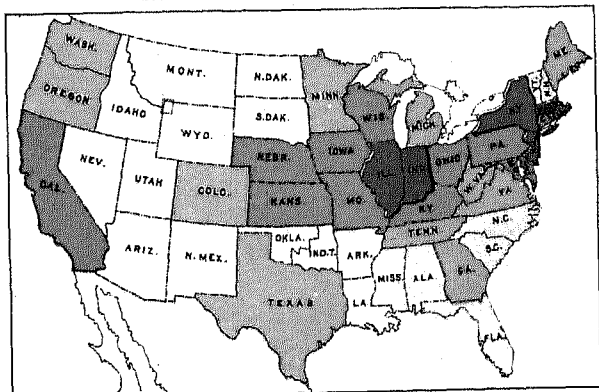 WASH.
OREGON
CAL.
IDAHO
NEV.
MONT.
WYO.
UTAH
ARIZ.
COLO.
N.MEX.
N.DAK.
S.DAK.
NEBR.
KANS
OKLA.
IND.T.
TEXAS
MINN
IOWA
MO.
ARK.
LA
WIS.
ILL.
MICH.
IND.
OHIO
KY
TENN
MISS.
ALA.
GA.
FLA.
S.C.
N.C.
VA.
PA.
N.Y.
ME.